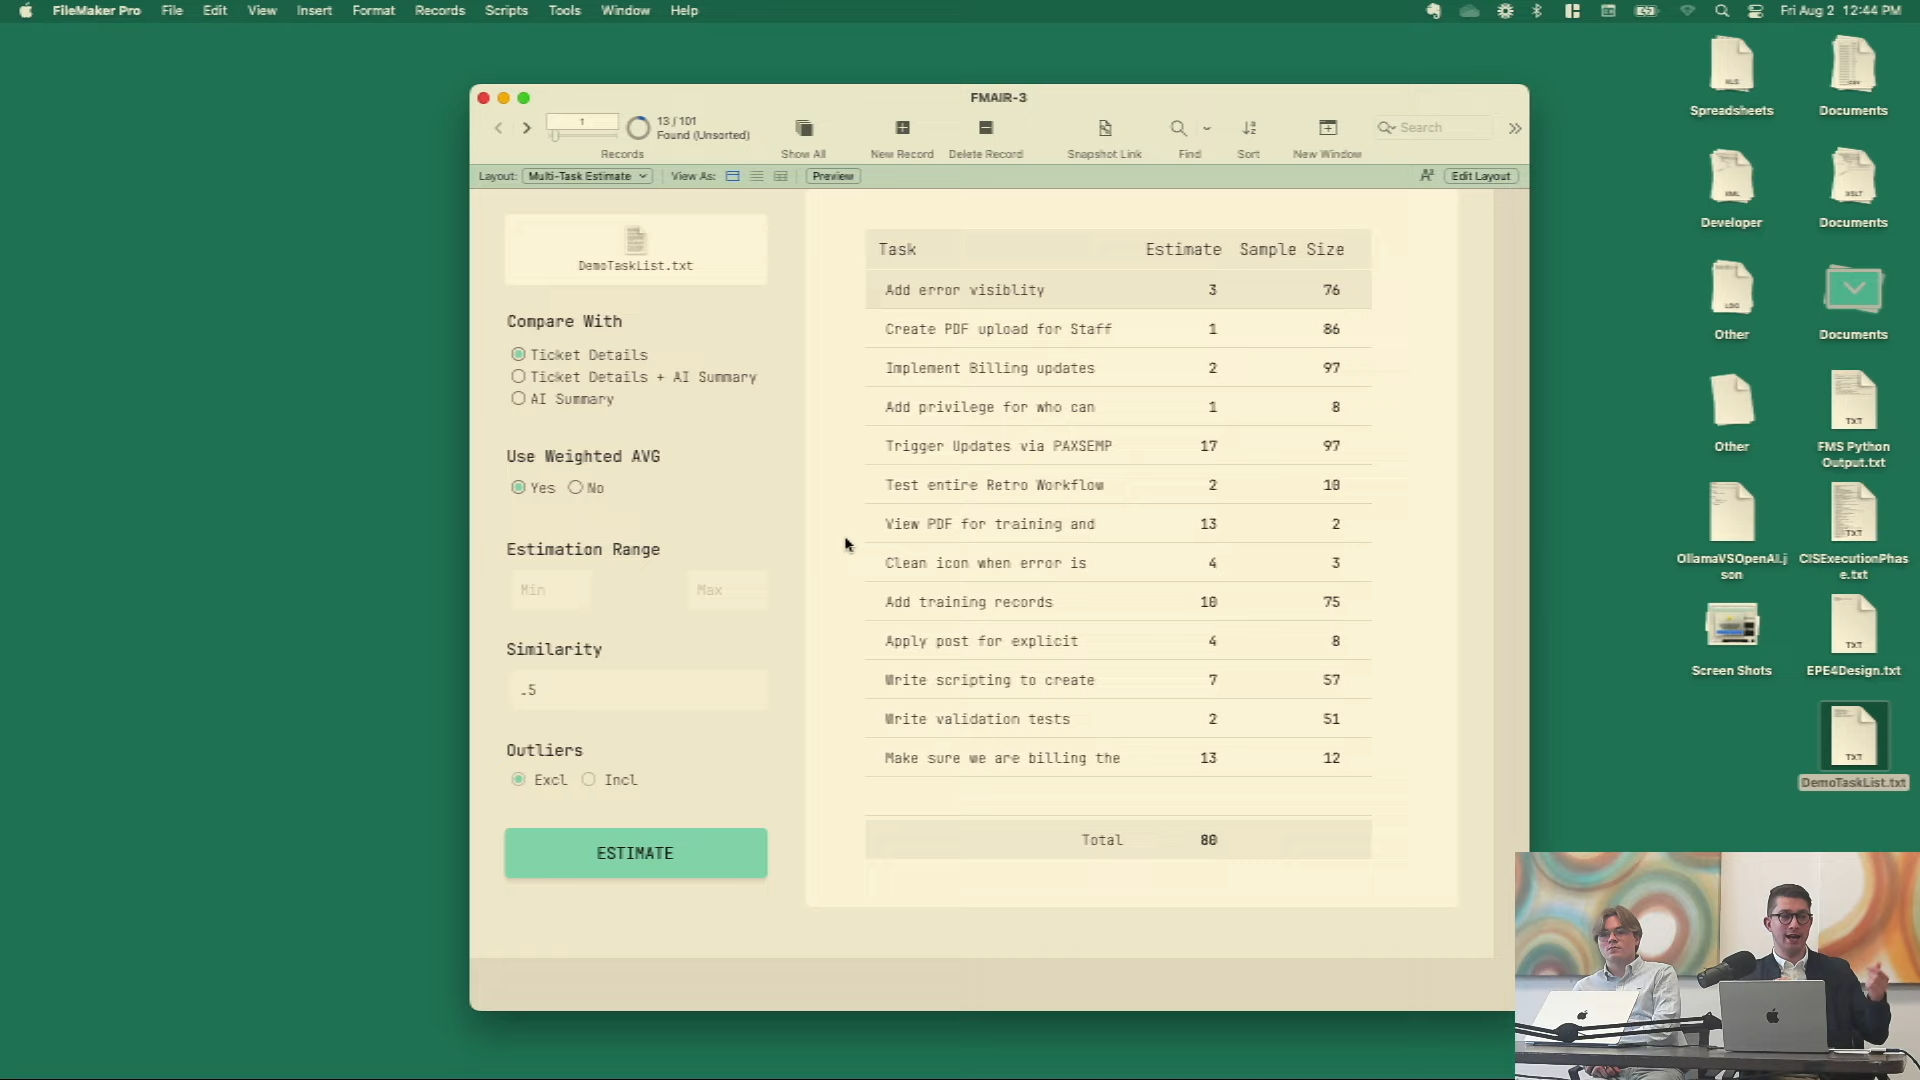 FileMaker Pro File Edit View Insert Format Records Scripts Tools Window Help Fri Aug 2 12:44 PM
FMAIR-3
1
13 / 101
Found (Unsorted)
Search
Records Show All New Record Delete Record Snapshot Link Find Sort New Window
Layout: Multi-Task Estimate View As: Preview Edit Layout
DemoTaskList.txt
Compare With
Ticket Details
Ticket Details + AI Summary
AI Summary
Use Weighted AVG
Yes No
Estimation Range
Min Max
Similarity
.5
Outliers
Excl Incl
ESTIMATE
Task Estimate Sample Size
Add error visiblity 3 76
Create PDF upload for Staff 1 86
Implement Billing updates 2 97
Add privilege for who can 1 8
Trigger Updates via PAXSEMP 17 97
Test entire Retro Workflow 2 10
View PDF for training and 13 2
Clean icon when error is 4 3
Add training records 10 75
Apply post for explicit 4 8
Write scripting to create 7 57
Write validation tests 2 51
Make sure we are billing the 13 12
Total 80
XLS
Spreadsheets
CSV
Documents
XML
Developer
XSLT
Documents
LOG
Other
Documents
Other
TXT
FMS Python
Output.txt
OllamaVSOpenAI.j
son
TXT
CISExecutionPhas
e.txt
Screen Shots
TXT
EPE4Design.txt
TXT
DemoTaskList.txt